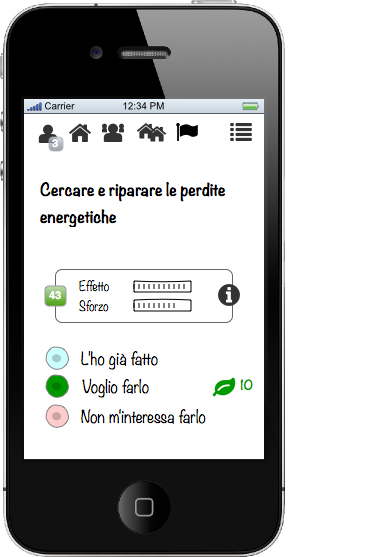 Carrier 12:34 PM
3
Cercare e riparare le perdite
energetiche
43 Effetto
Sforzo
L'ho già fatto
Voglio farlo 10
Non m'interessa farlo